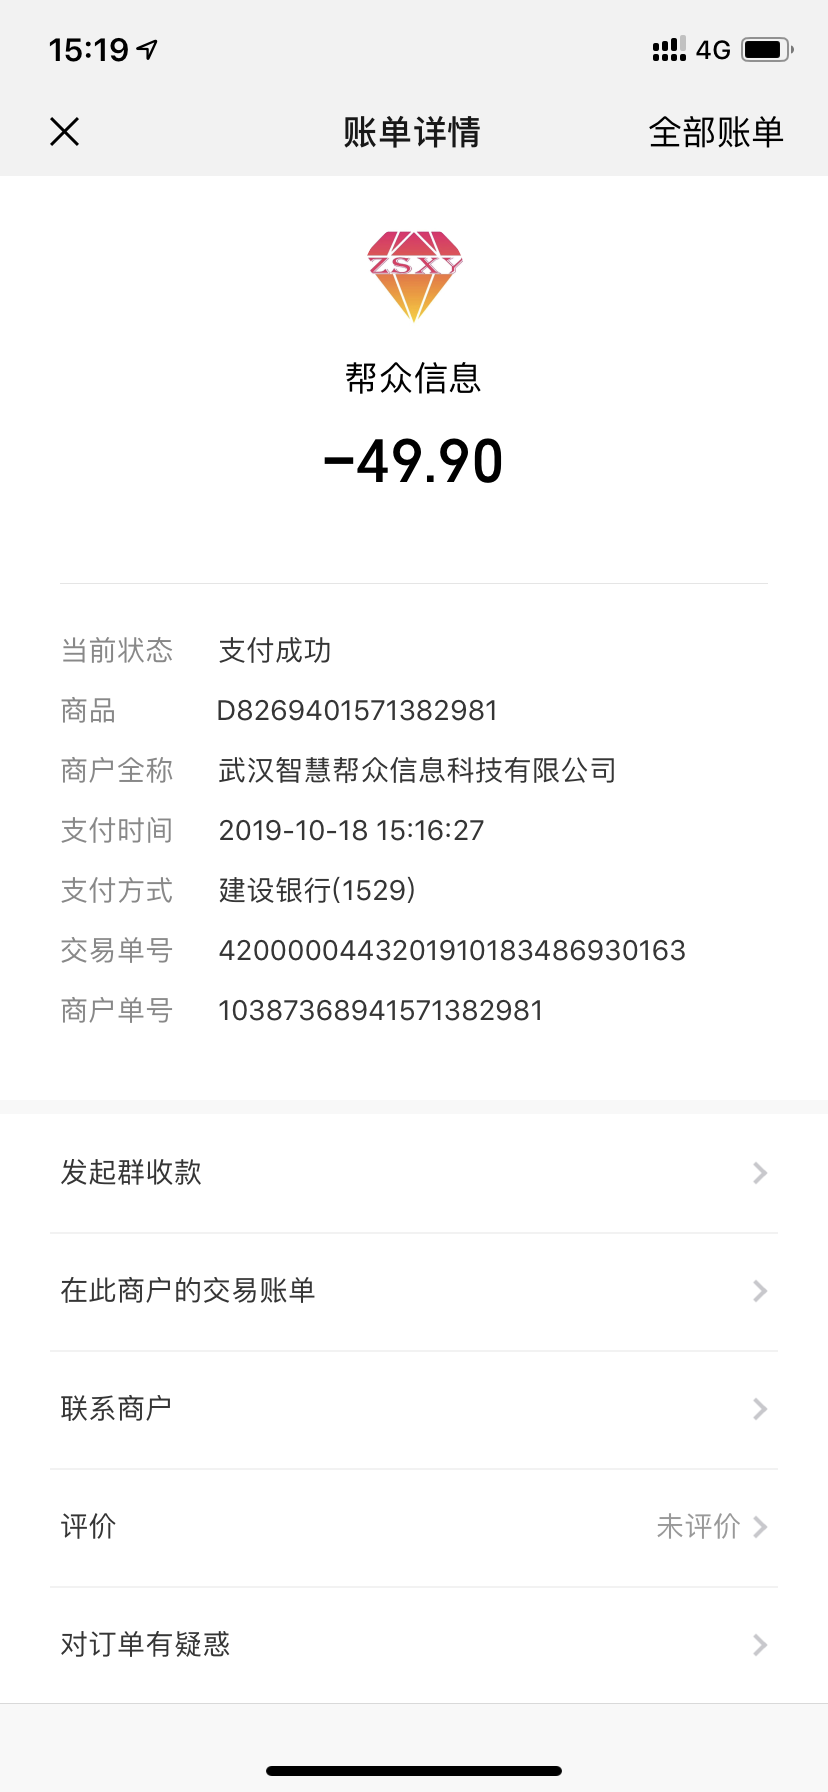 15:19
4G
账单详情
全部账单
ZSXY
帮众信息
-49.90
当前状态 支付成功
商品 D8269401571382981
商户全称 武汉智慧帮众信息科技有限公司
支付时间 2019-10-18 15:16:27
支付方式 建设银行(1529)
交易单号 4200000443201910183486930163
商户单号 10387368941571382981
发起群收款
在此商户的交易账单
联系商户
评价 未评价
对订单有疑惑